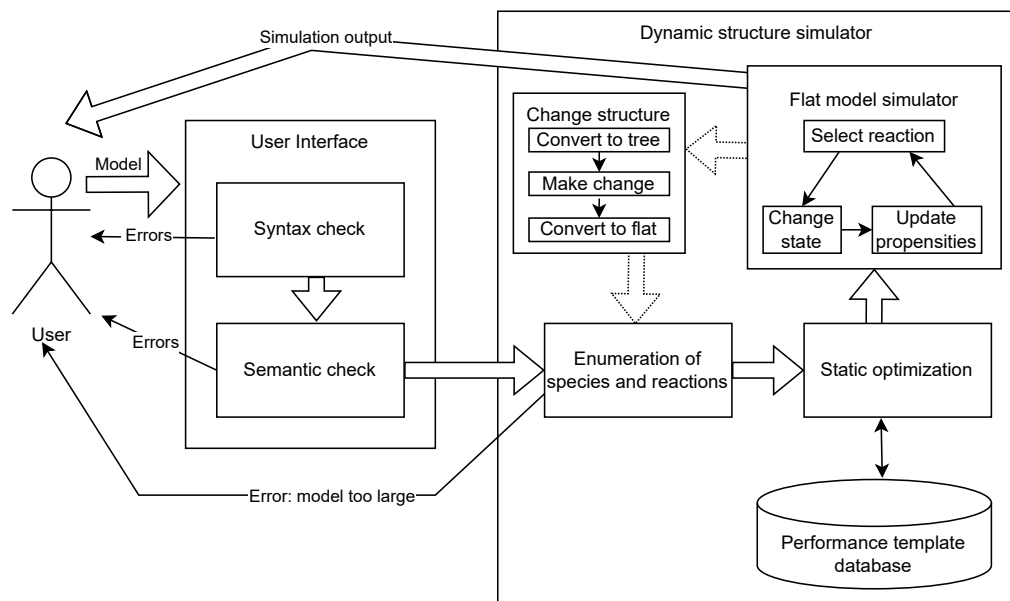 Simulation output
Dynamic structure simulator
Flat model simulator
Select reaction
Change
state
Update
propensities
Change structure
Convert to tree
Make change
Convert to flat
User Interface
Model
Syntax check
Errors
User
Errors
Semantic check
Enumeration of
species and reactions
Static optimization
Error: model too large
Performance template
database